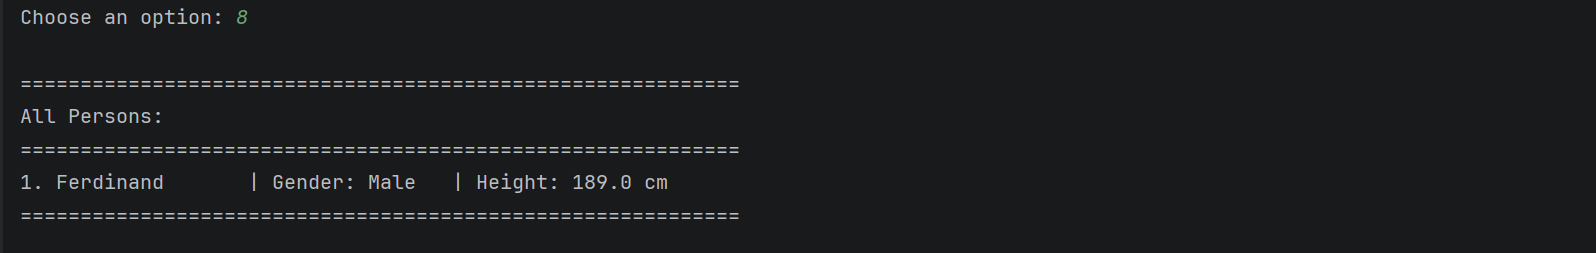 Choose an option: 8
============================================================
All Persons:
============================================================
1. Ferdinand       | Gender: Male   | Height: 189.0 cm
============================================================